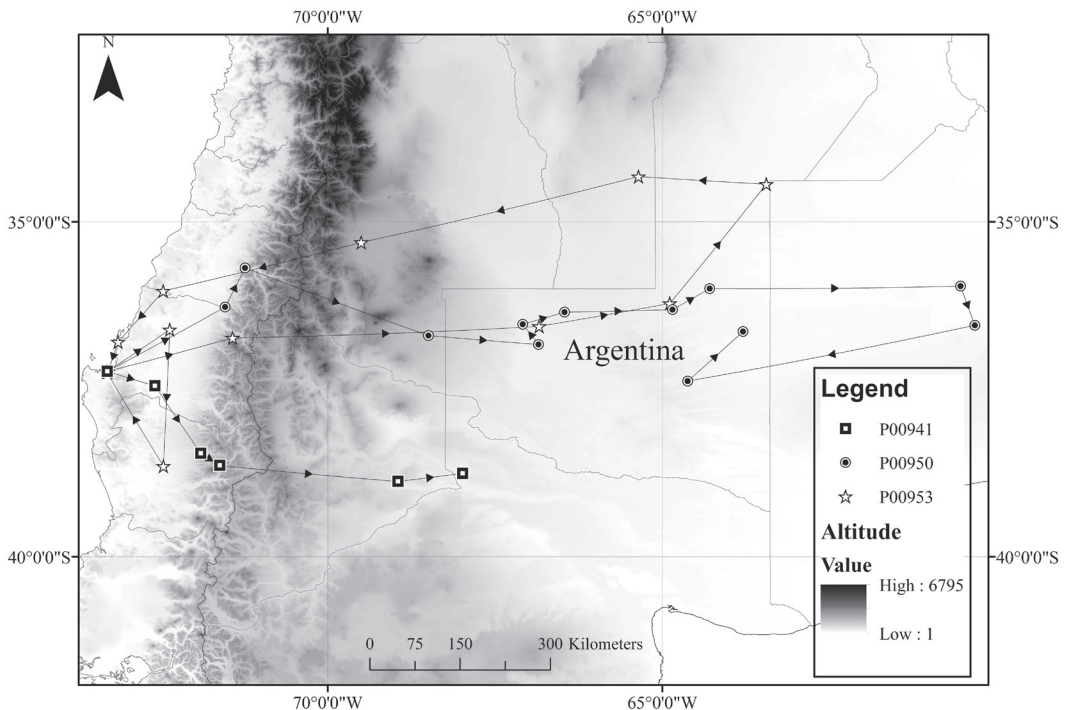 70°0'0"W 65°0'0"W
N
35°0'0"S 35°0'0"S
Argentina
Legend
P00941
P00950
P00953
Altitude
Value
High : 6795
Low : 1
40°0'0"S 40°0'0"S
0 75 150 300 Kilometers
70°0'0"W 65°0'0"W